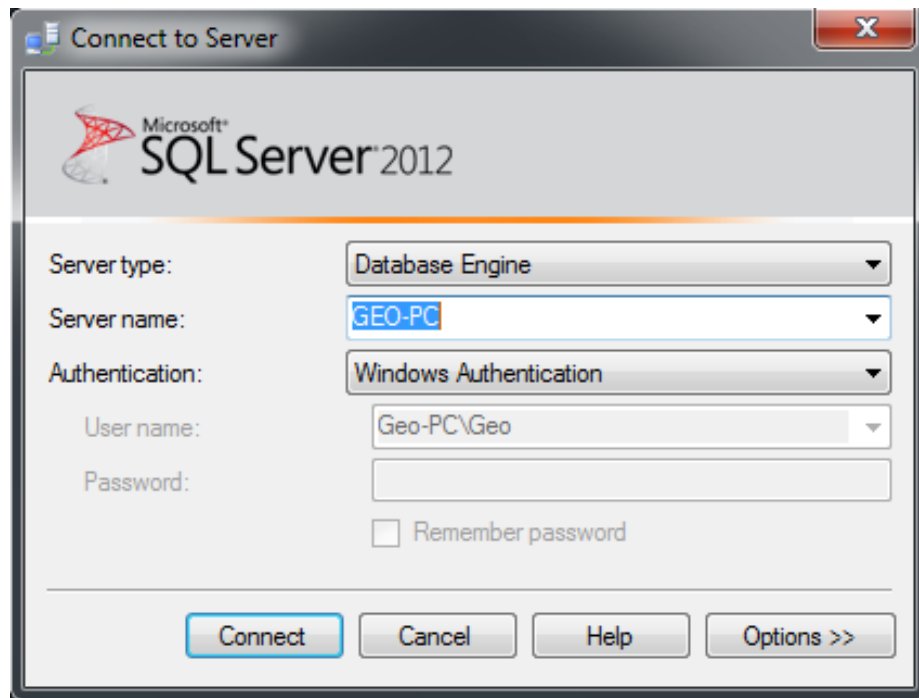 Connect to Server
Microsoft®
SQL Server® 2012
Server type: Database Engine
Server name: GEO-PC
Authentication: Windows Authentication
User name: Geo-PC\Geo
Password:
Remember password
Connect Cancel Help Options >>